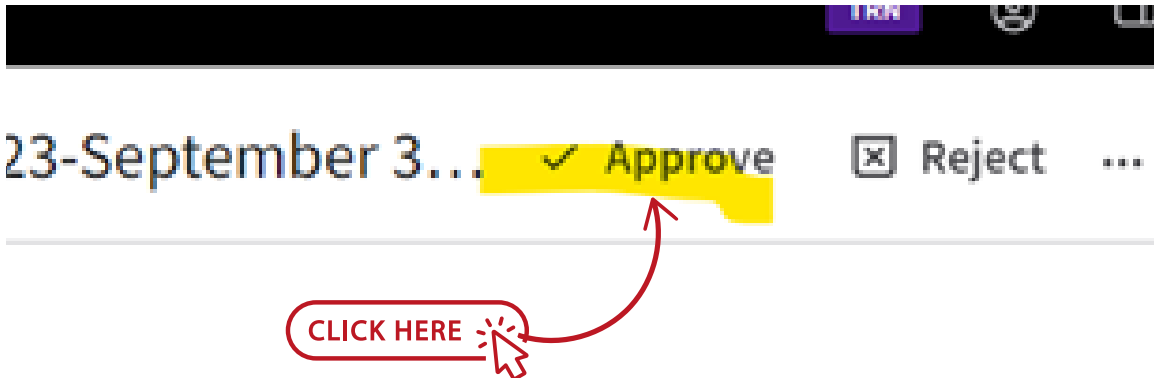 TRN
23-September 3... ✓ Approve Reject ...
CLICK HERE